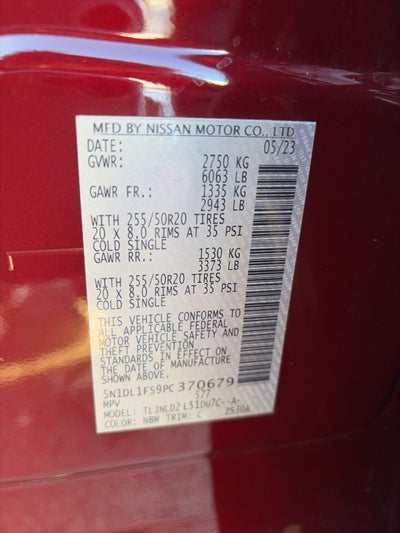 MFD BY NISSAN MOTOR CO., LTD.
DATE: 05/23
GVWR: 2750 KG
6063 LB
GAWR FR.: 1335 KG
2943 LB
WITH 255/50R20 TIRES
20 X 8.0 RIMS AT 35 PSI
COLD SINGLE
GAWR RR.: 1530 KG
3373 LB
WITH 255/50R20 TIRES
20 X 8.0 RIMS AT 35 PSI
COLD SINGLE
THIS VEHICLE CONFORMS TO
ALL APPLICABLE FEDERAL
MOTOR VEHICLE SAFETY AND
THEFT PREVENTION
STANDARDS IN EFFECT ON
THE DATE OF MANUFACTURE
SHOWN ABOVE.
5N1DL1FS9PC370679
MPV 577
MODEL: TLJNLD2 L51DU7C--A-
COLOR: NBM TRIM: C 2530A